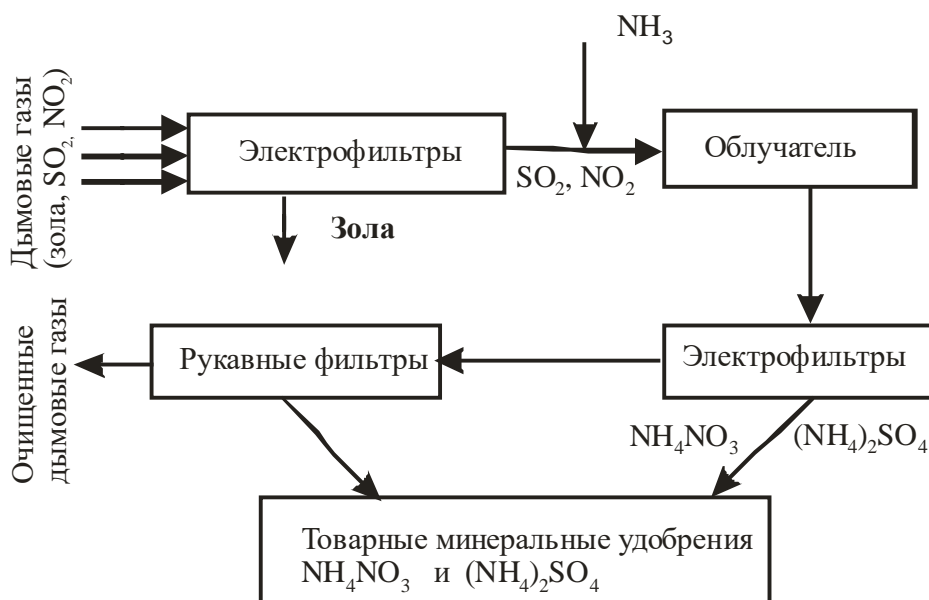 NH₃
Дымовые газы
(зола, SO₂, NO₂)
Электрофильтры
SO₂, NO₂
Облучатель
Зола
Очищенные
дымовые газы
Рукавные фильтры
Электрофильтры
NH₄NO₃
(NH₄)₂SO₄
Товарные минеральные удобрения
NH₄NO₃ и (NH₄)₂SO₄